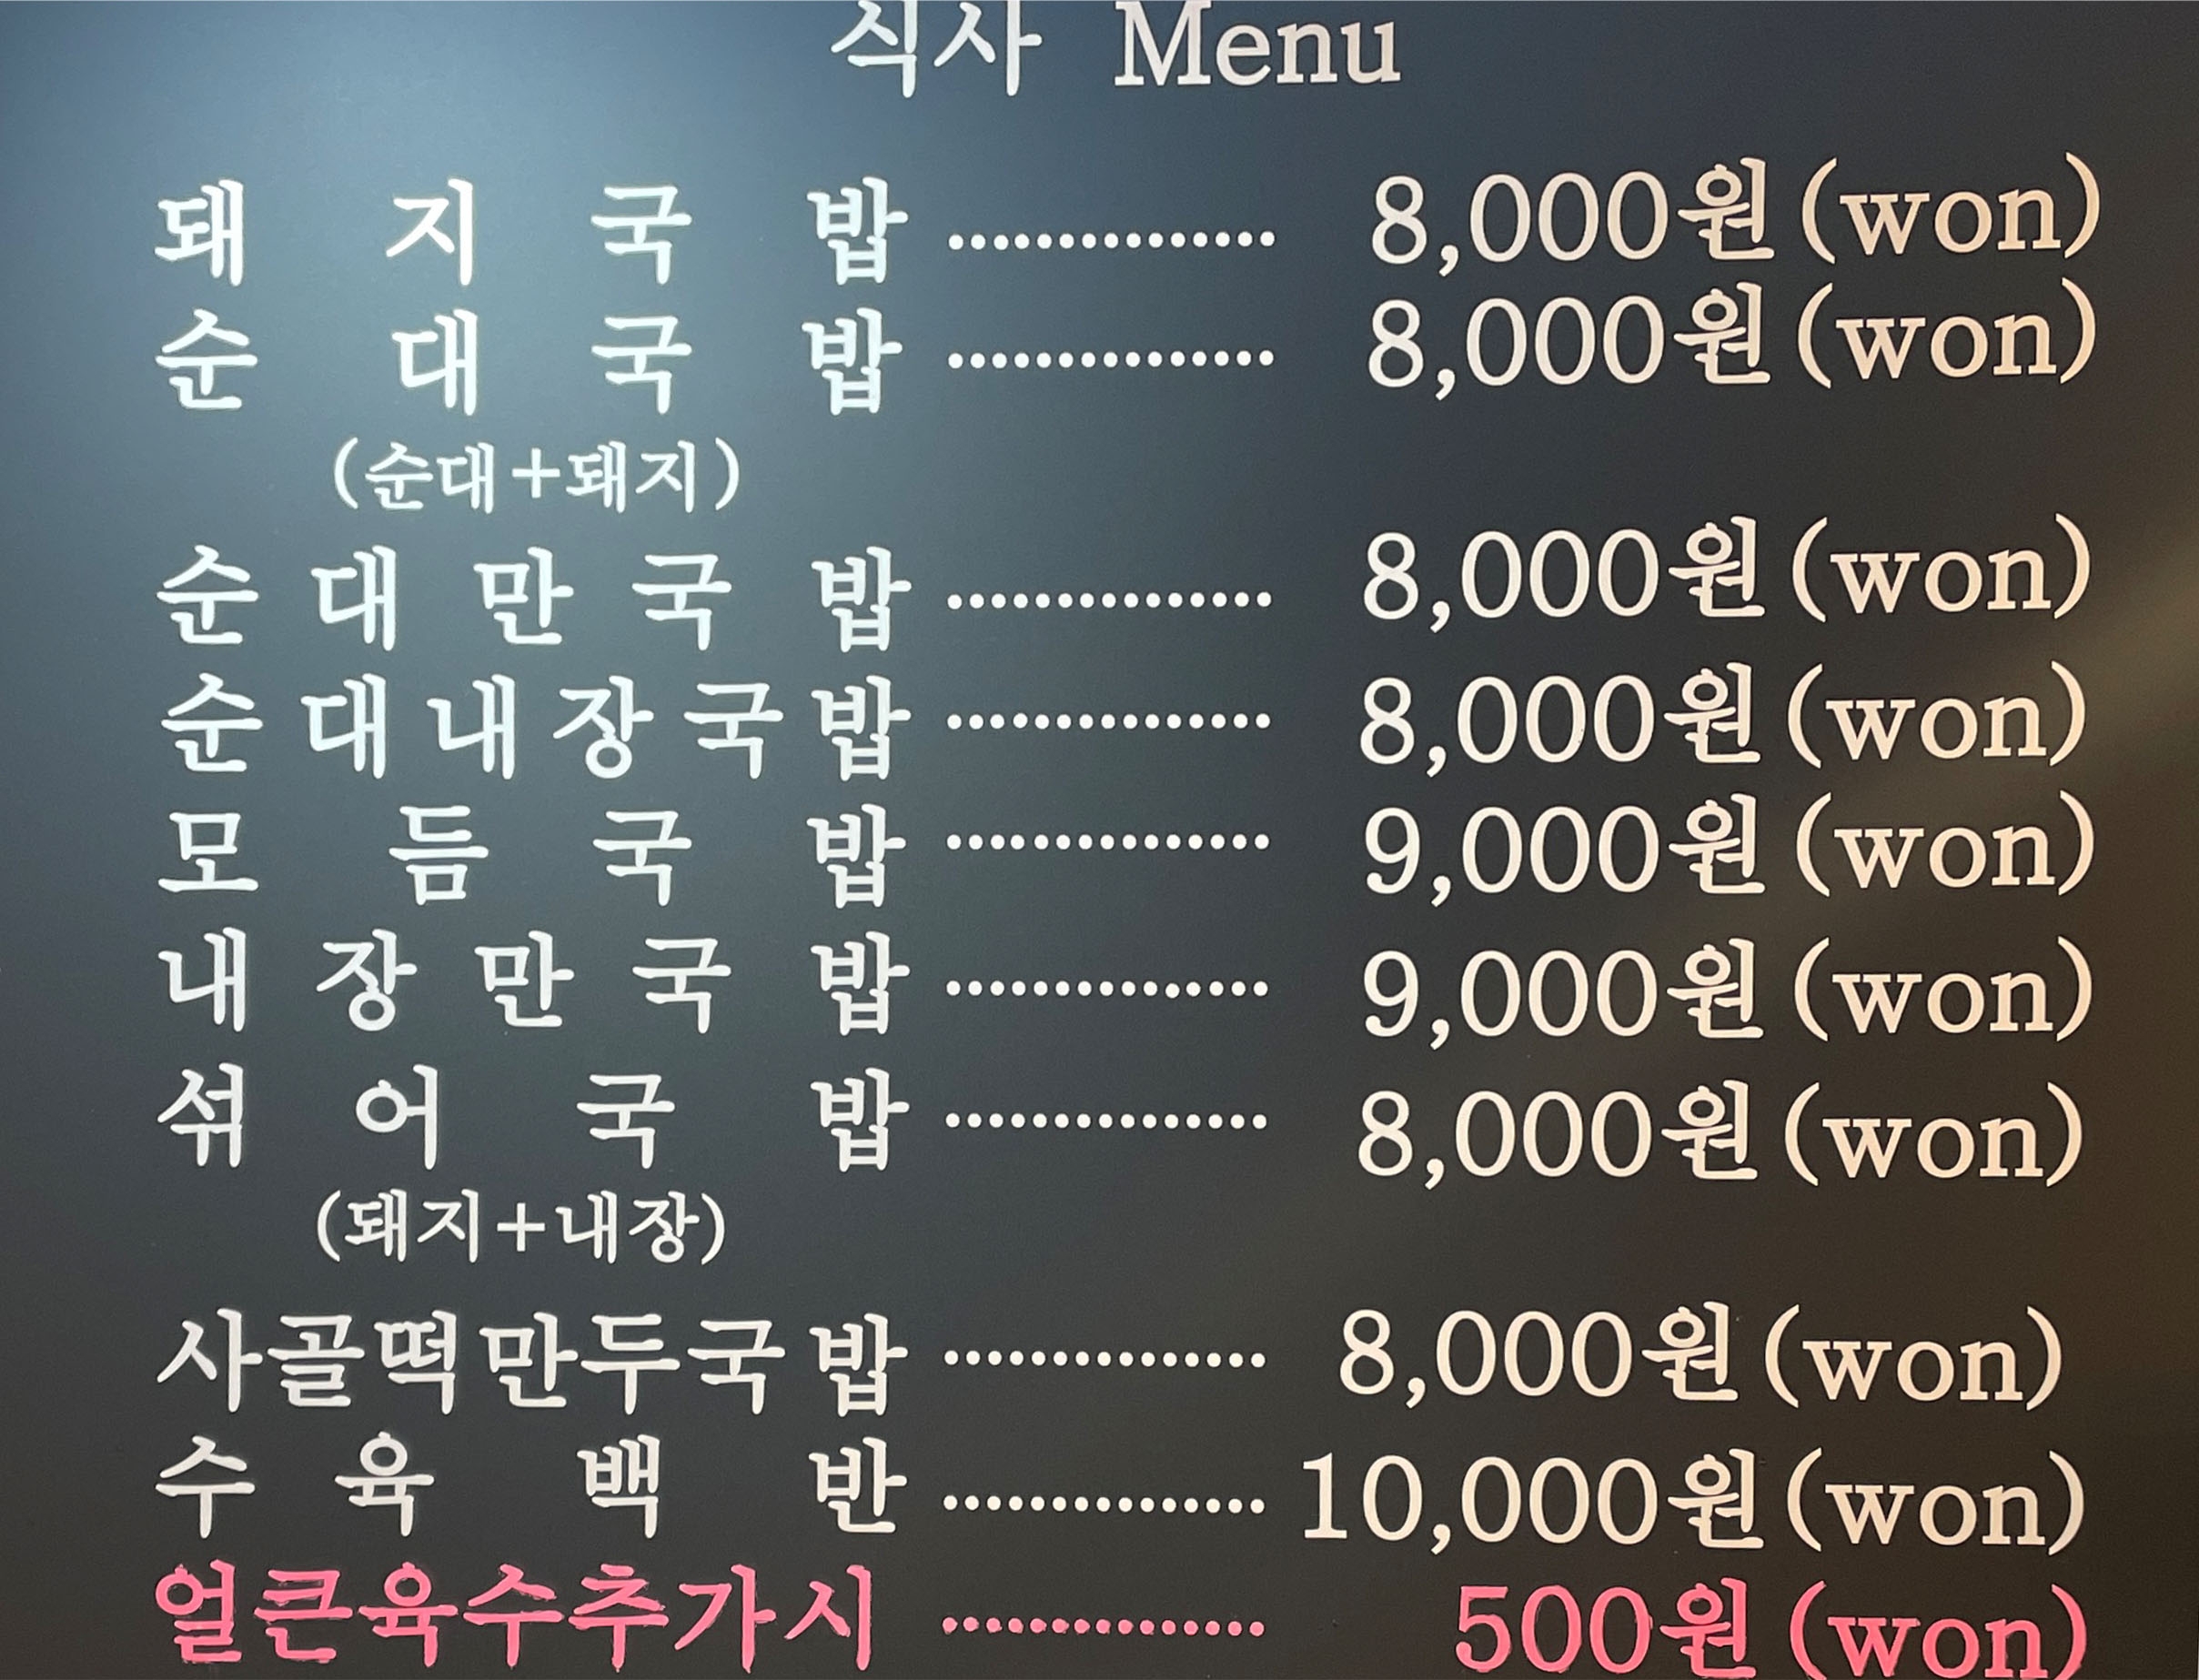 식사 Menu
돼지국밥 ............... 8,000원(won)
순대국밥 ............... 8,000원(won)
(순대+돼지)
순대만국밥 ............... 8,000원(won)
순대내장국밥 ............... 8,000원(won)
모듬국밥 ............... 9,000원(won)
내장만국밥 ............... 9,000원(won)
섞어국밥 ............... 8,000원(won)
(돼지+내장)
사골떡만두국밥 ............... 8,000원(won)
수육백반 ............... 10,000원(won)
얼큰육수추가시 ............... 500원(won)